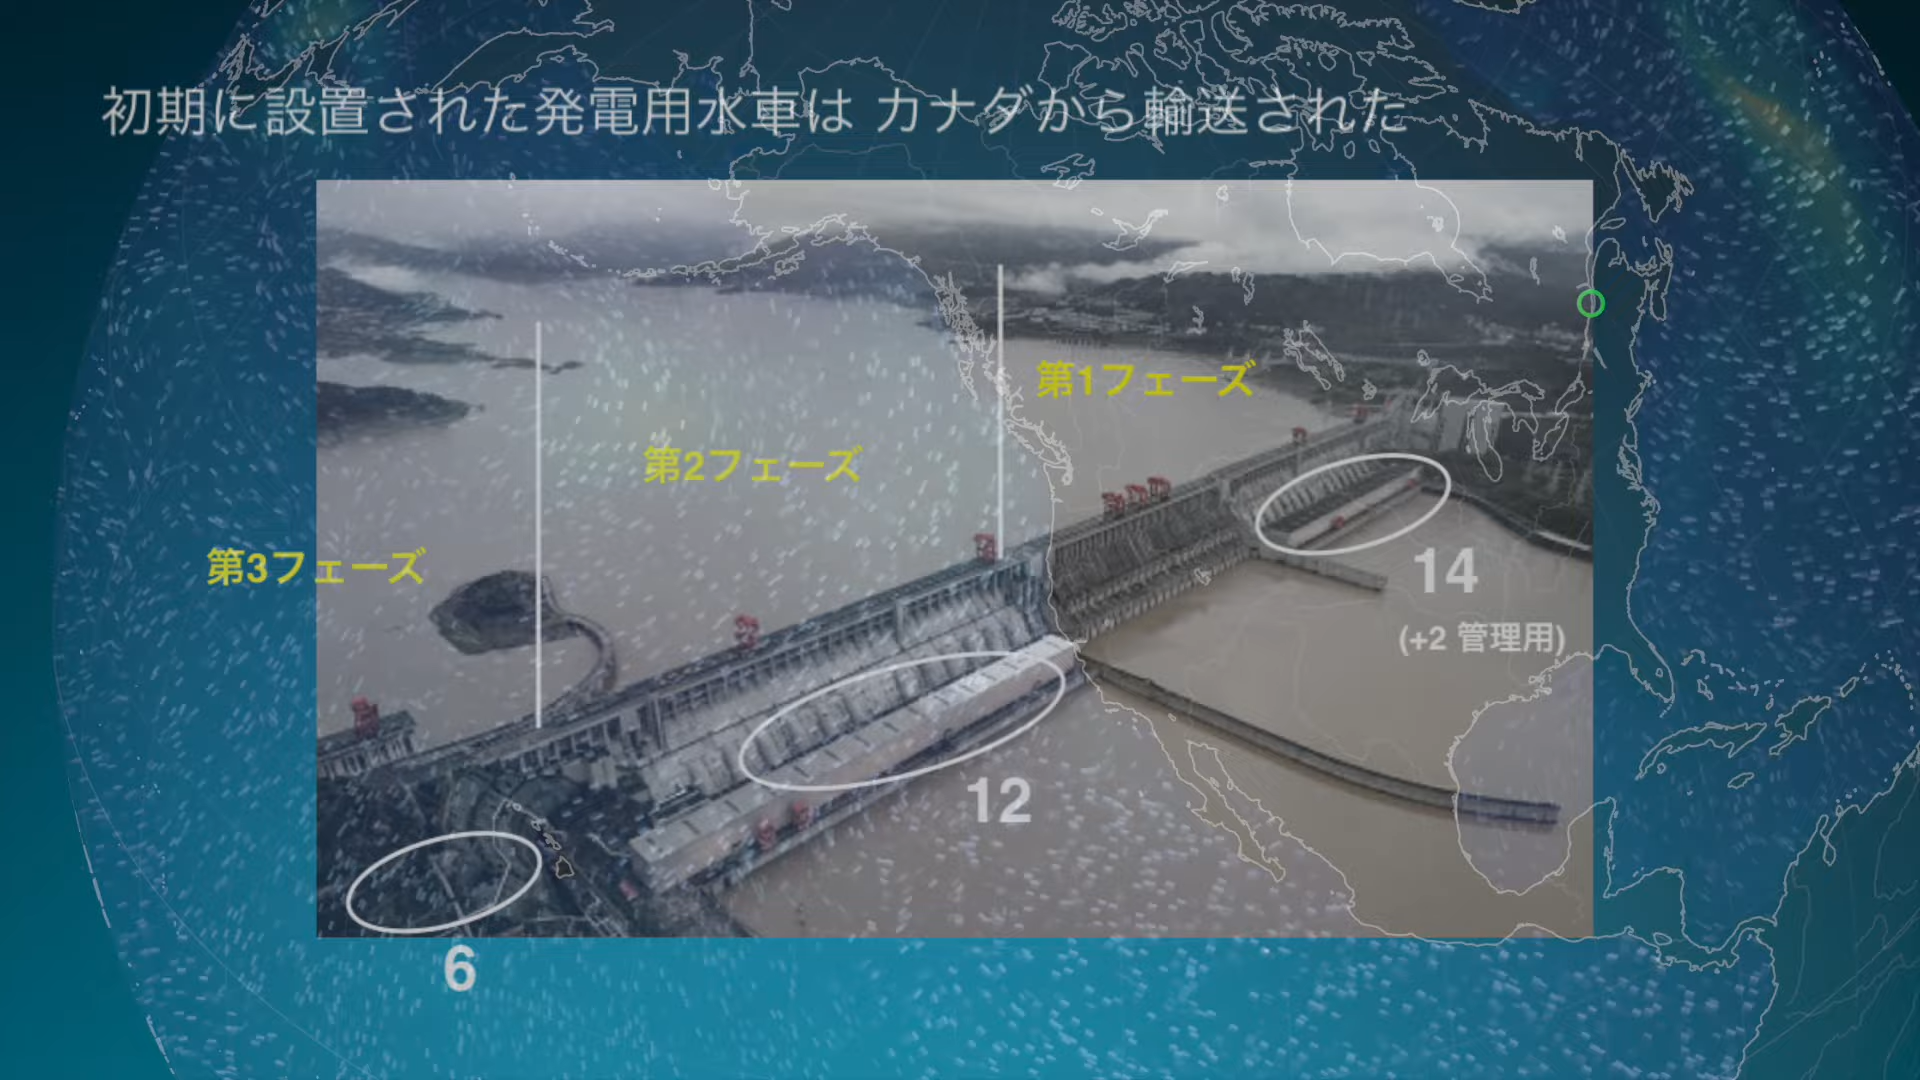 初期に設置された発電用水車は カナダから輸送された
第1フェーズ
第2フェーズ
第3フェーズ
14
(+2 管理用)
12
6